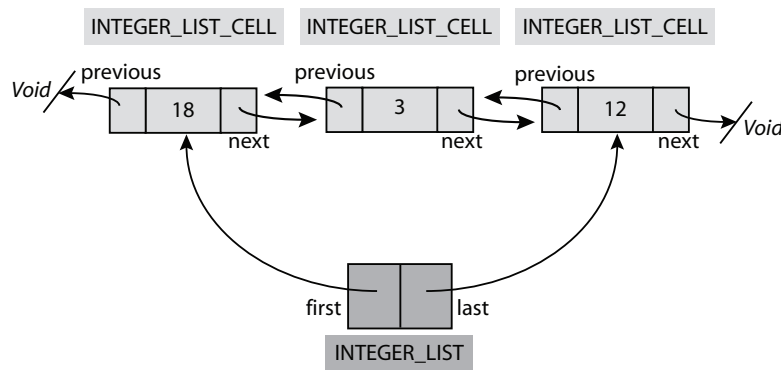 INTEGER_LIST_CELL INTEGER_LIST_CELL INTEGER_LIST_CELL
previous previous previous
Void 18 3 12 Void
next next next
first last
INTEGER_LIST